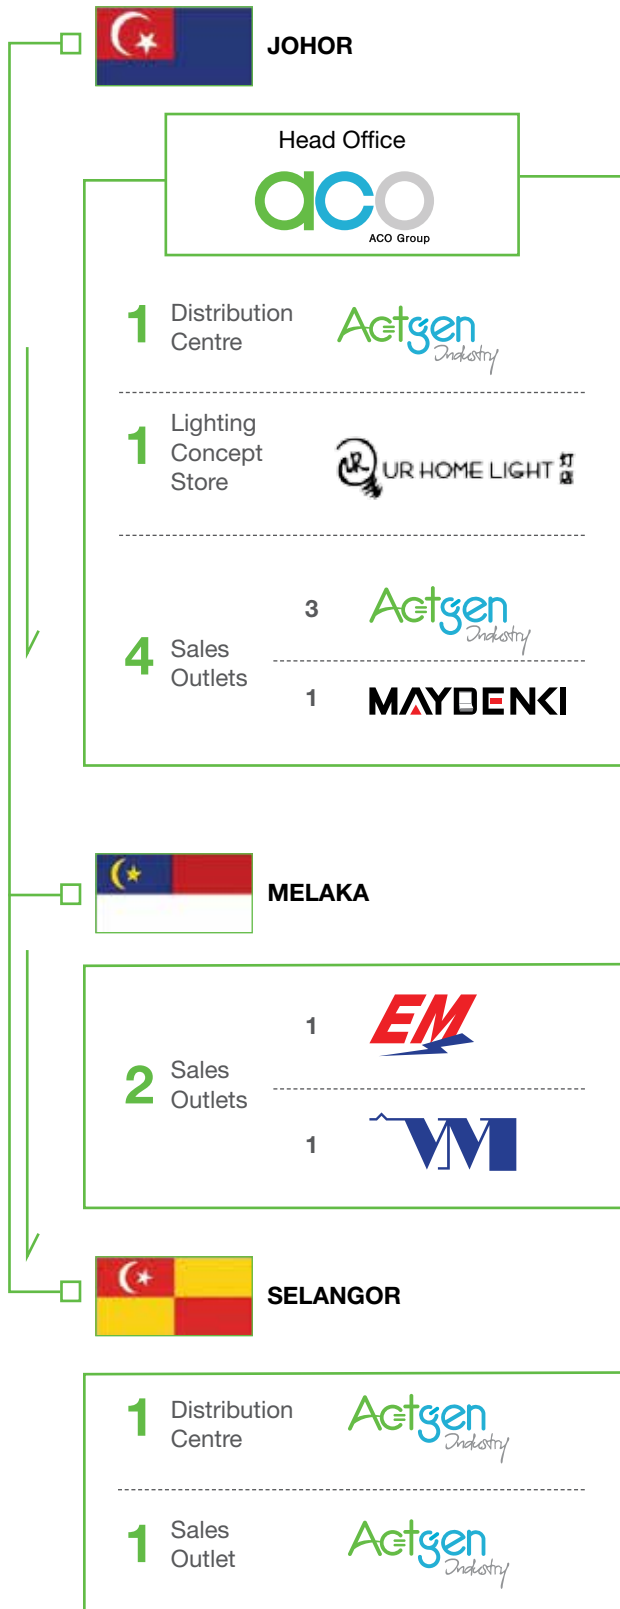 JOHOR
Head Office
aco
ACO Group
1 Distribution
Centre
Actgen
Industry
1 Lighting
Concept
Store
UR HOME LIGHT 灯店
4 Sales
Outlets
3 Actgen
Industry
1 MAYDENKI
MELAKA
2 Sales
Outlets
1 EM
1 VM
SELANGOR
1 Distribution
Centre
Actgen
Industry
1 Sales
Outlet
Actgen
Industry